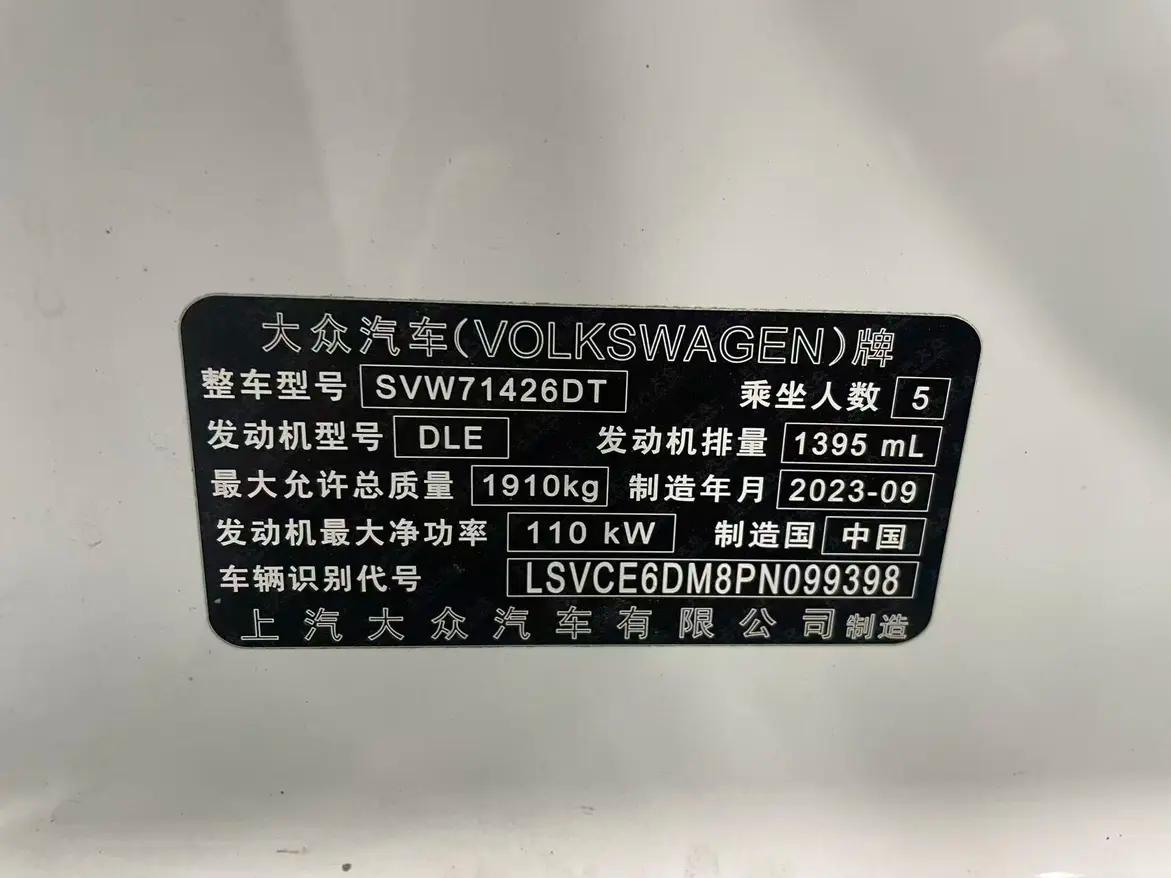 大众汽车(VOLKSWAGEN)牌
整车型号 SVW71426DT 乘坐人数 5
发动机型号 DLE 发动机排量 1395 mL
最大允许总质量 1910kg 制造年月 2023-09
发动机最大净功率 110 kW 制造国 中国
车辆识别代号 LSVCE6DM8PN099398
上汽大众汽车有限公司制造